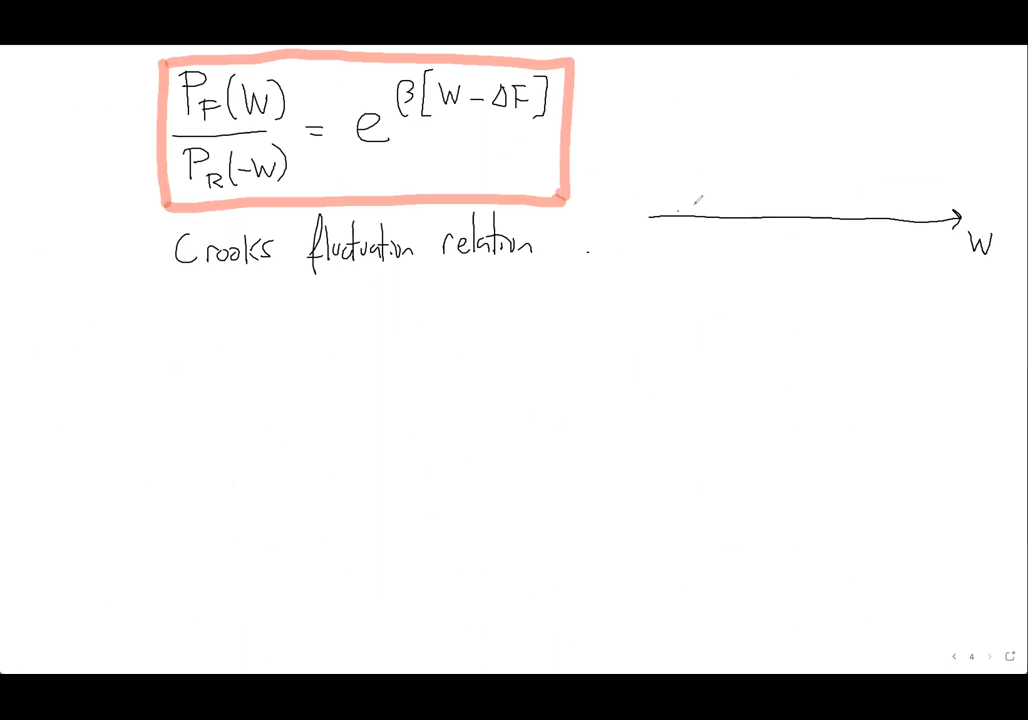 P_F(W) / P_R(-W) = e^{β[W - ΔF]}
Crooks fluctuation relation .
W
< 4 >